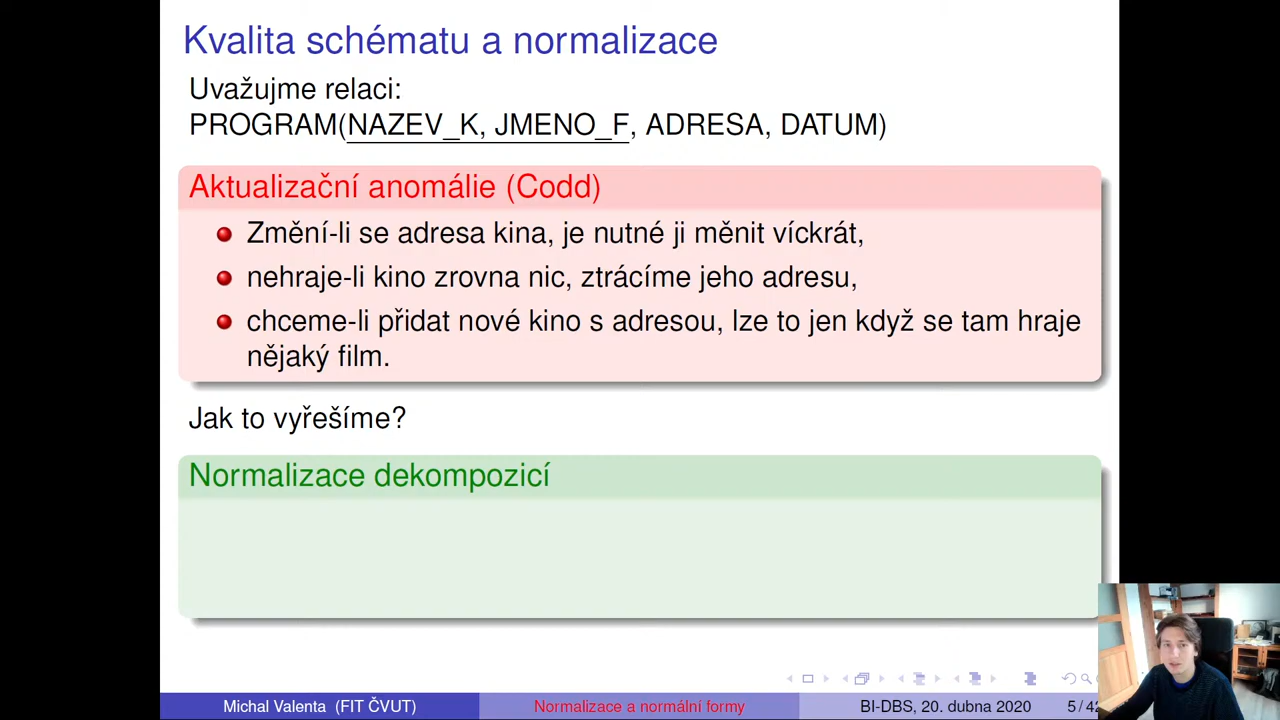 Kvalita schématu a normalizace
Uvažujme relaci:
PROGRAM(NAZEV_K, JMENO_F, ADRESA, DATUM)
Aktualizační anomálie (Codd)
Změní-li se adresa kina, je nutné ji měnit víckrát,
nehraje-li kino zrovna nic, ztrácíme jeho adresu,
chceme-li přidat nové kino s adresou, lze to jen když se tam hraje
nějaký film.
Jak to vyřešíme?
Normalizace dekompozicí
Michal Valenta (FIT ČVUT)
Normalizace a normální formy
BI-DBS, 20. dubna 2020
5 / 42